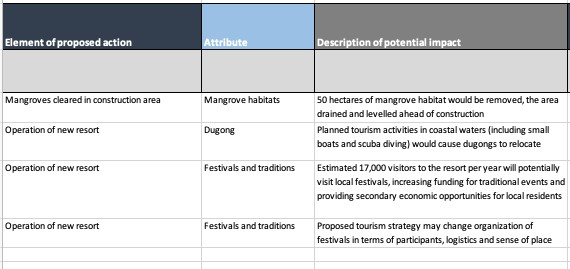 Element of proposed action
Attribute
Description of potential impact
Mangroves cleared in construction area
Mangrove habitats
50 hectares of mangrove habitat would be removed, the area
drained and levelled ahead of construction
Operation of new resort
Dugong
Planned tourism activities in coastal waters (including small
boats and scuba diving) would cause dugongs to relocate
Operation of new resort
Festivals and traditions
Estimated 17,000 visitors to the resort per year will potentially
visit local festivals, increasing funding for traditional events and
providing secondary economic opportunities for local residents
Operation of new resort
Festivals and traditions
Proposed tourism strategy may change organization of
festivals in terms of participants, logistics and sense of place